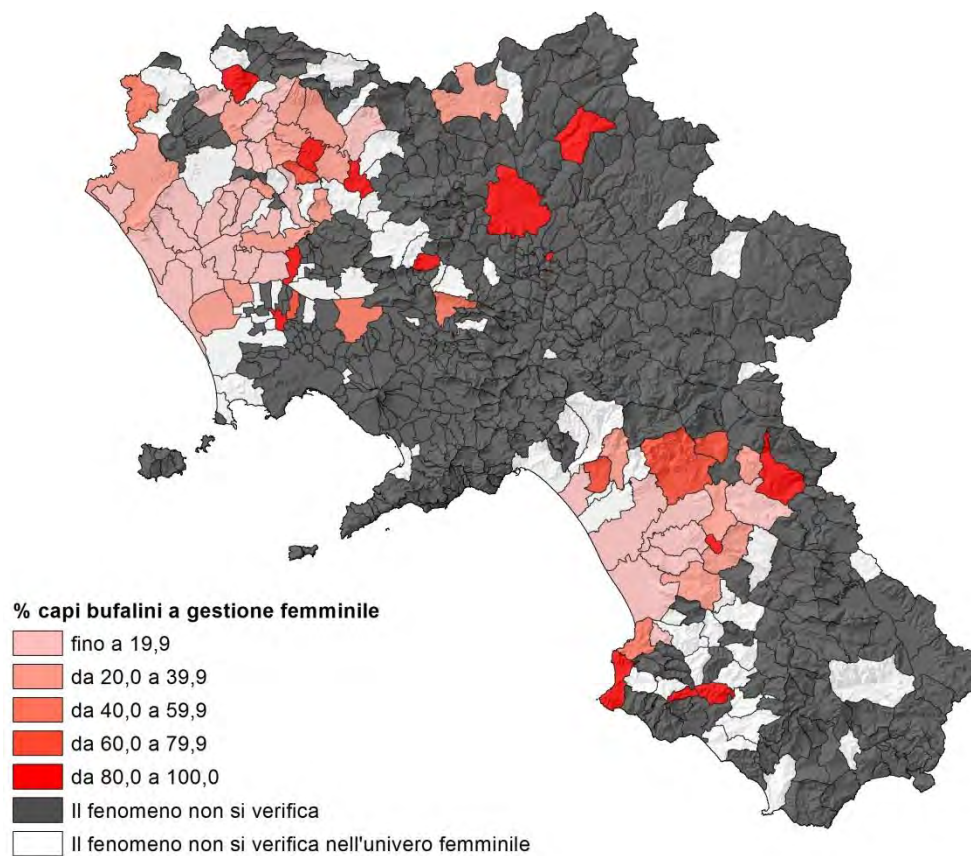 % capi bufalini a gestione femminile
fino a 19,9
da 20,0 a 39,9
da 40,0 a 59,9
da 60,0 a 79,9
da 80,0 a 100,0
Il fenomeno non si verifica
Il fenomeno non si verifica nell'univero femminile